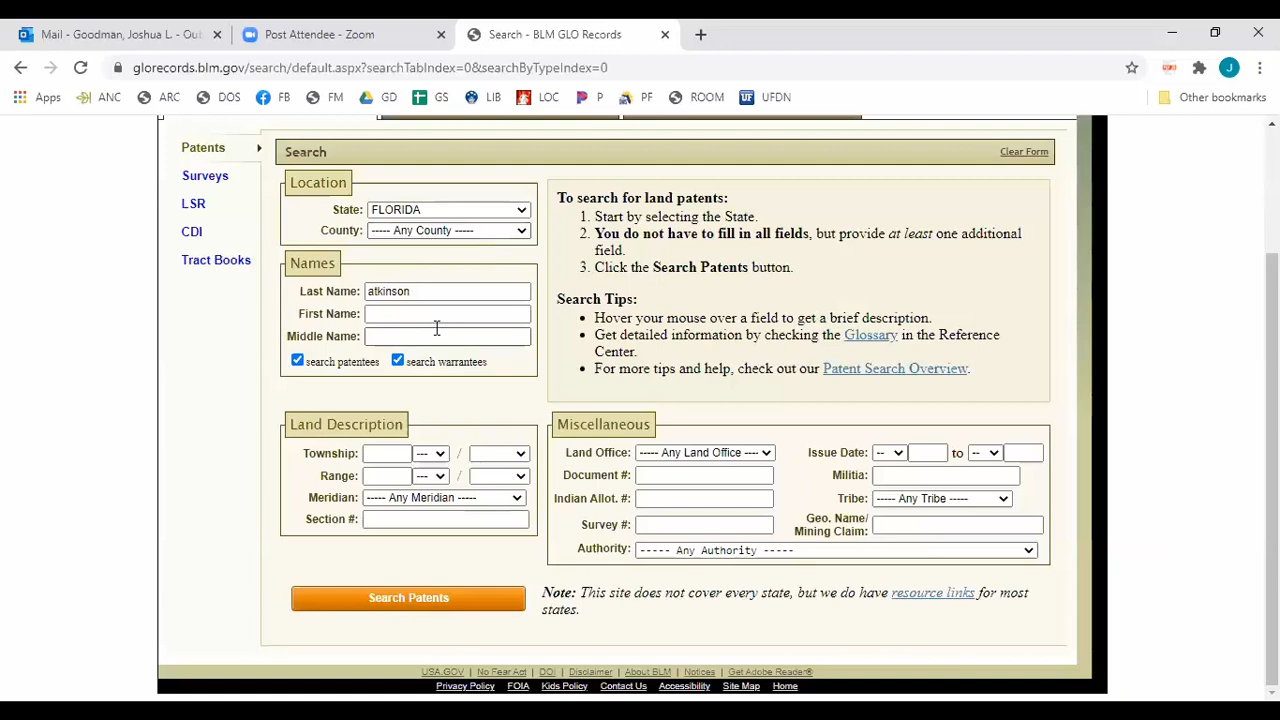 Mail - Goodman, Joshua L. - Out
Post Attendee - Zoom
Search - BLM GLO Records
glorecords.blm.gov/search/default.aspx?searchTabIndex=0&searchByTypeIndex=0
J
Apps ANC ARC DOS FB FM GD GS LIB LOC P PF ROOM UFDN Other bookmarks
Patents
Surveys
LSR
CDI
Tract Books
Search
Clear Form
Location
State: FLORIDA
County: ----- Any County -----
Names
Last Name: atkinson
First Name:
Middle Name:
search patentees search warrantees
To search for land patents:
1. Start by selecting the State.
2. You do not have to fill in all fields, but provide at least one additional
field.
3. Click the Search Patents button.
Search Tips:
• Hover your mouse over a field to get a brief description.
• Get detailed information by checking the Glossary in the Reference
Center.
• For more tips and help, check out our Patent Search Overview.
Land Description
Township: --- /
Range: --- /
Meridian: ----- Any Meridian -----
Section #:
Miscellaneous
Land Office: ----- Any Land Office ----
Document #:
Indian Allot. #:
Survey #:
Authority: ----- Any Authority -----
Issue Date: -- to --
Militia:
Tribe: ----- Any Tribe -----
Geo. Name/
Mining Claim:
Search Patents
Note: This site does not cover every state, but we do have resource links for most
states.
USA.GOV | No Fear Act | DOI | Disclaimer | About BLM | Notices | Get Adobe Reader®
Privacy Policy | FOIA | Kids Policy | Contact Us | Accessibility | Site Map | Home